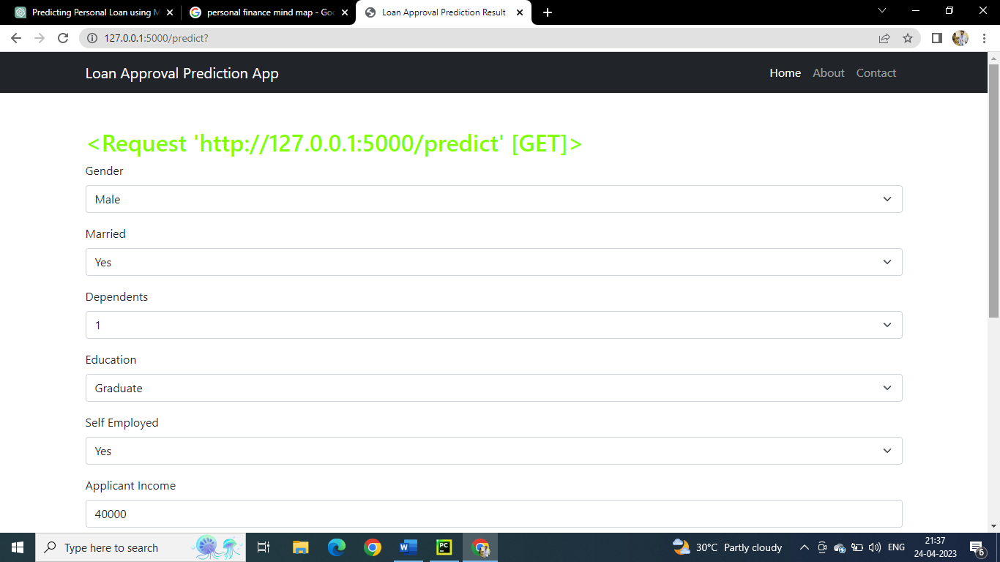 Predicting Personal Loan using M
personal finance mind map - Goo
Loan Approval Prediction Result
127.0.0.1:5000/predict?
Loan Approval Prediction App
Home About Contact
<Request 'http://127.0.0.1:5000/predict' [GET]>
Gender
Male
Married
Yes
Dependents
1
Education
Graduate
Self Employed
Yes
Applicant Income
40000
Type here to search
W
PC
30°C Partly cloudy
ENG
21:37
24-04-2023
6